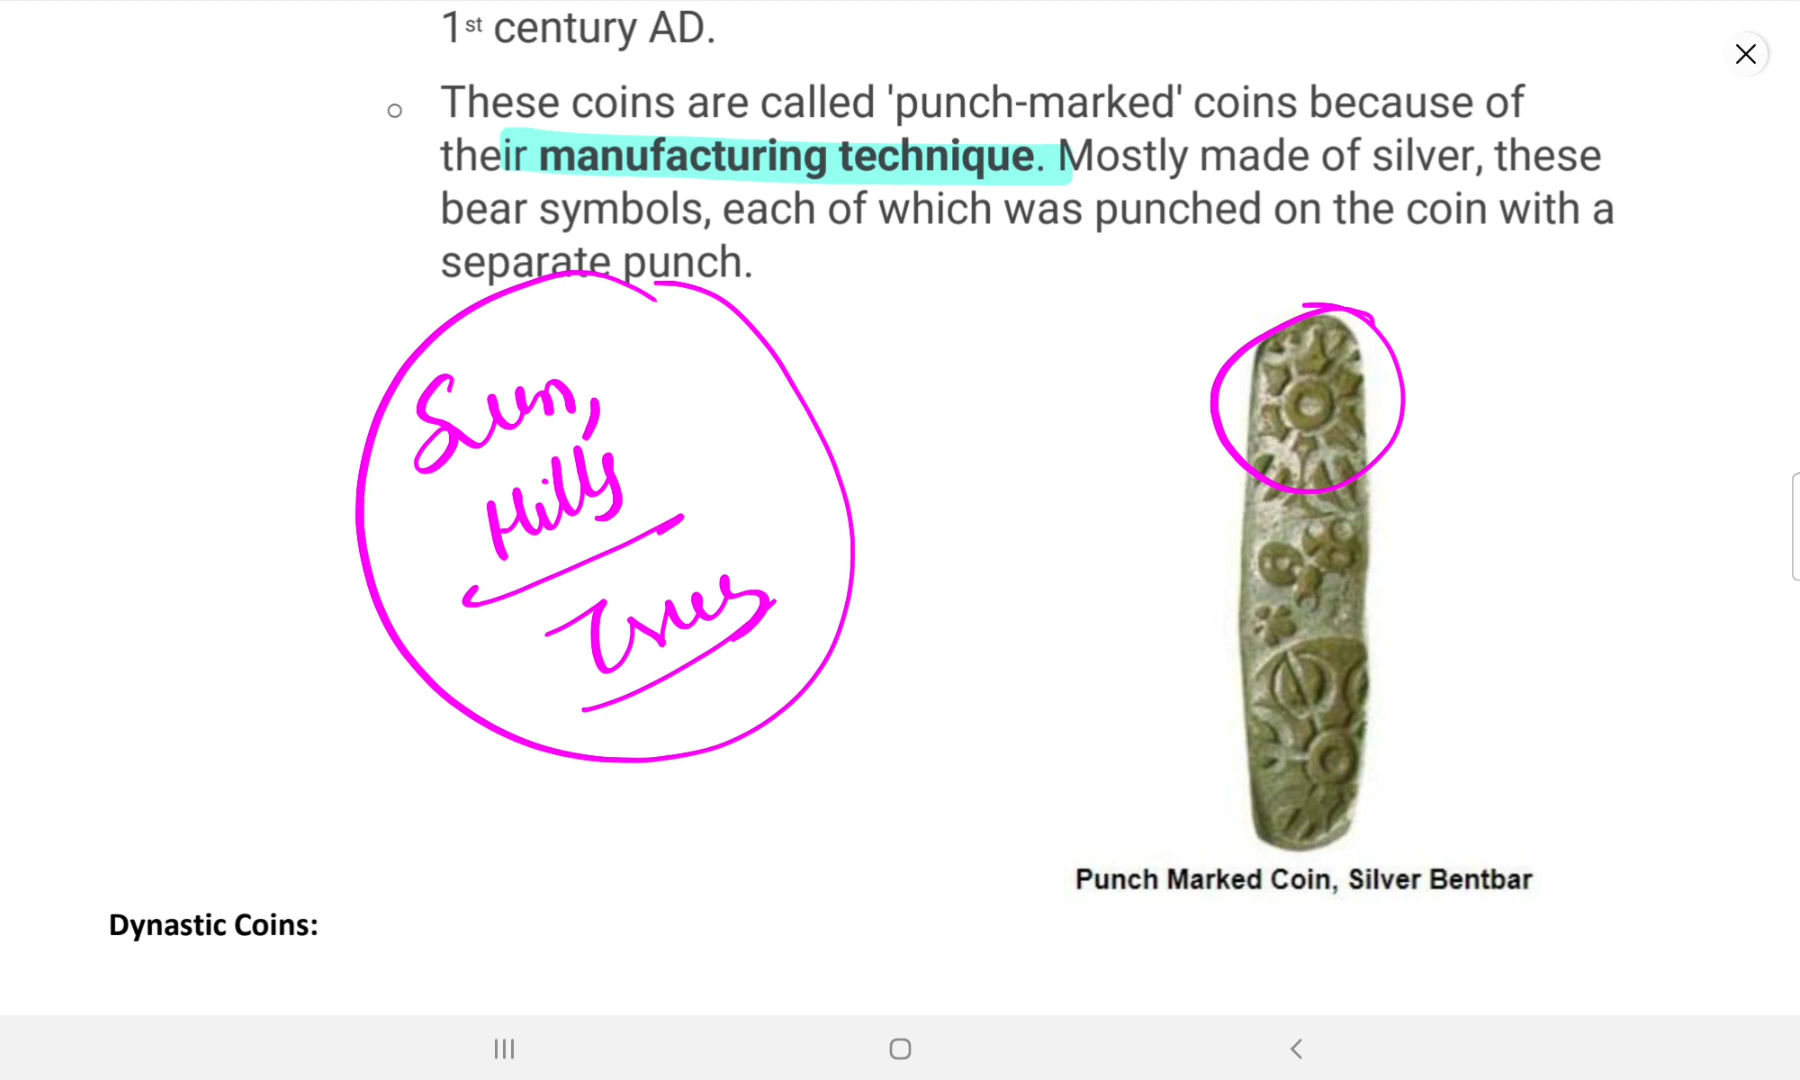 1st century AD.
○ These coins are called 'punch-marked' coins because of
their manufacturing technique. Mostly made of silver, these
bear symbols, each of which was punched on the coin with a
separate punch.
Sun,
Hills
Trees
Punch Marked Coin, Silver Bentbar
Dynastic Coins: